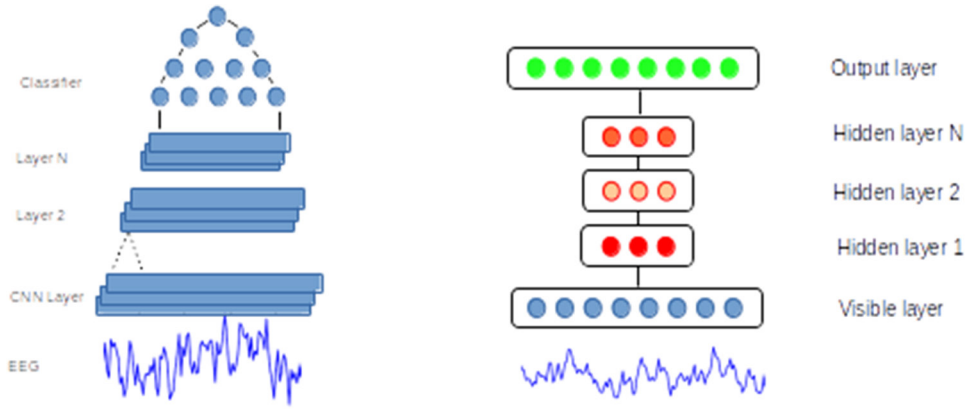 Classifier
Layer N
Layer 2
CNN Layer
EEG
Output layer
Hidden layer N
Hidden layer 2
Hidden layer 1
Visible layer